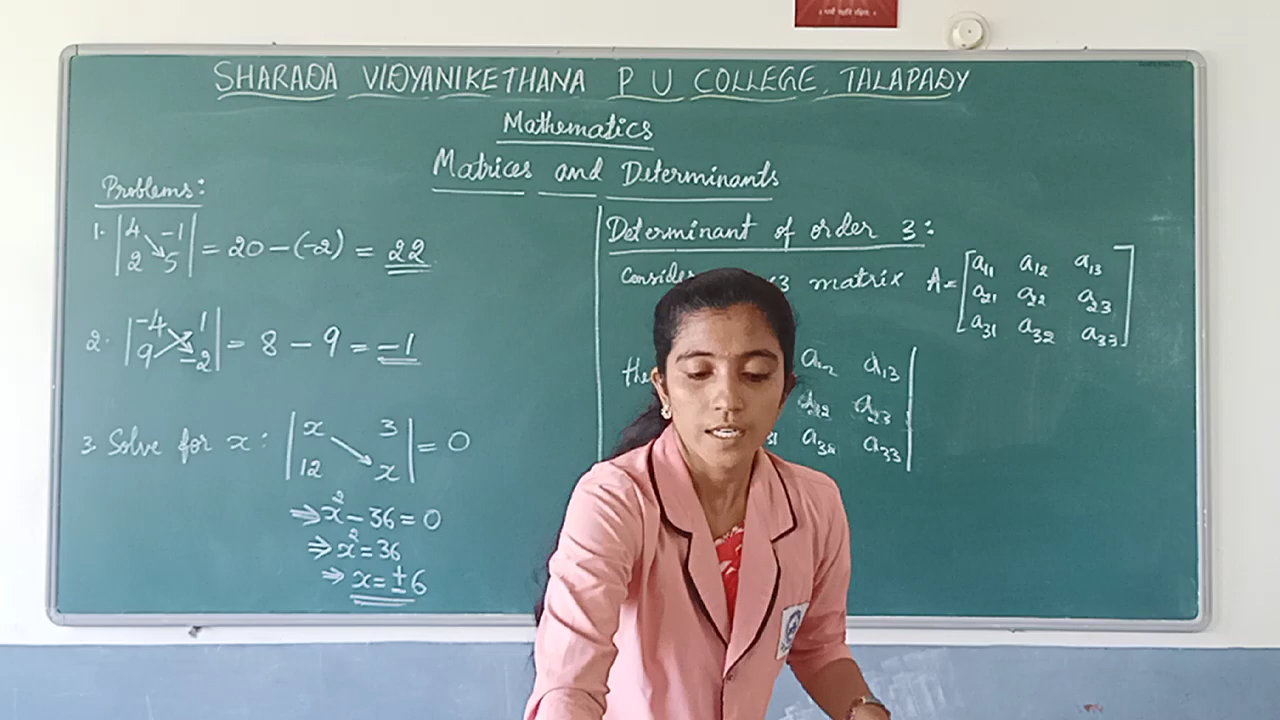 SHARADA VIDYANIKETHANA P U COLLEGE, TALAPADY
Mathematics
Matrices and Determinants
Problems:
1. |4 -1| = 20 - (-2) = 22
|2 5|
2. |-4 1| = 8 - 9 = -1
|9 -2|
3. Solve for x: |x 3| = 0
|12 x|
⇒ x² - 36 = 0
⇒ x² = 36
⇒ x = ± 6
Determinant of order 3:
Consider ×3 matrix A = [a11 a12 a13]
[a21 a22 a23]
[a31 a32 a33]
the a12 a13|
a22 a23|
31 a32 a33|